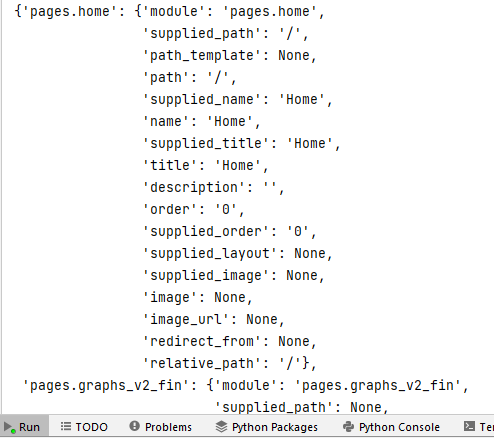 {'pages.home': {'module': 'pages.home',
'supplied_path': '/',
'path_template': None,
'path': '/',
'supplied_name': 'Home',
'name': 'Home',
'supplied_title': 'Home',
'title': 'Home',
'description': '',
'order': '0',
'supplied_order': '0',
'supplied_layout': None,
'supplied_image': None,
'image': None,
'image_url': None,
'redirect_from': None,
'relative_path': '/'},
'pages.graphs_v2_fin': {'module': 'pages.graphs_v2_fin',
'supplied_path': None,
Run TODO Problems Python Packages Python Console Te